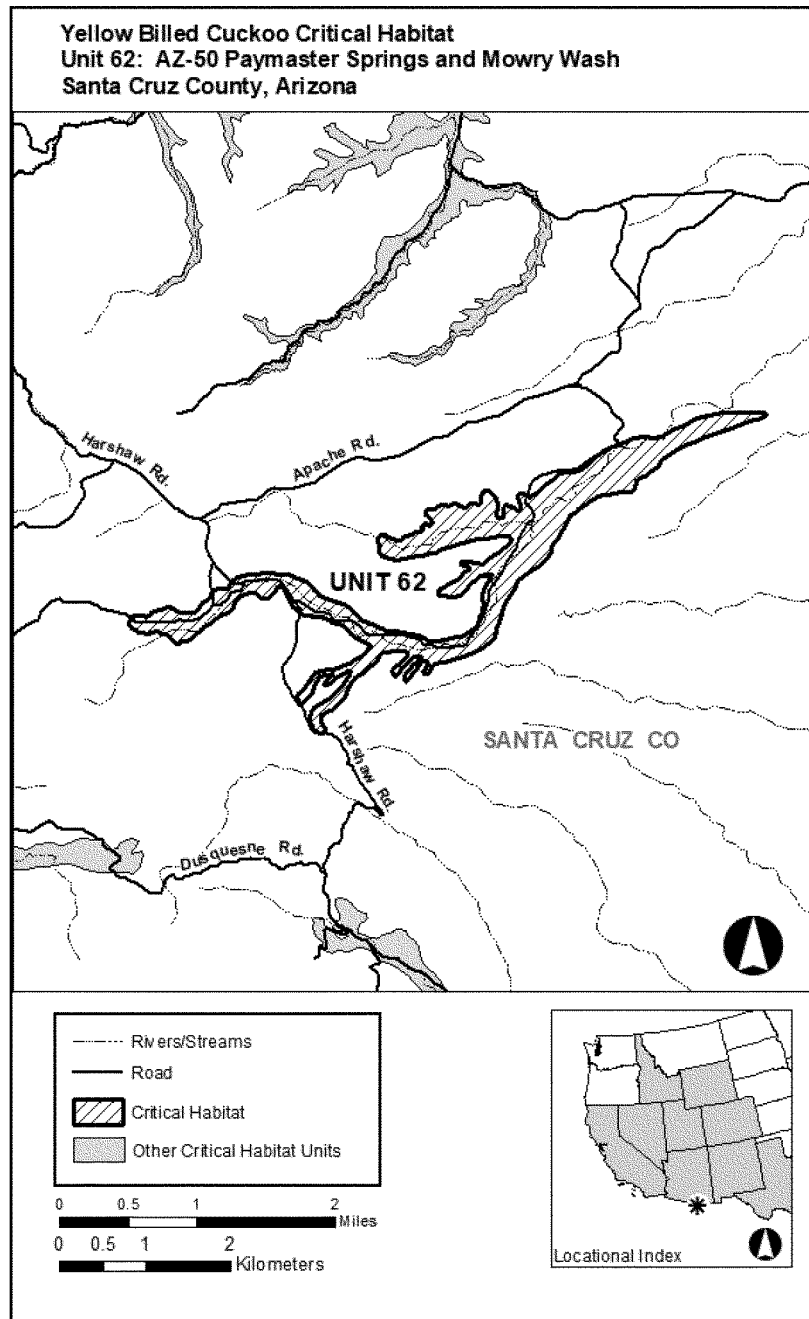 Yellow Billed Cuckoo Critical Habitat
Unit 62: AZ-50 Paymaster Springs and Mowry Wash
Santa Cruz County, Arizona
Harshaw Rd.
Apache Rd.
UNIT 62
Harshaw Rd.
SANTA CRUZ CO
Dusquesne Rd.
Rivers/Streams
Road
Critical Habitat
Other Critical Habitat Units
0 0.5 1 2
Miles
0 0.5 1 2
Kilometers
Locational Index